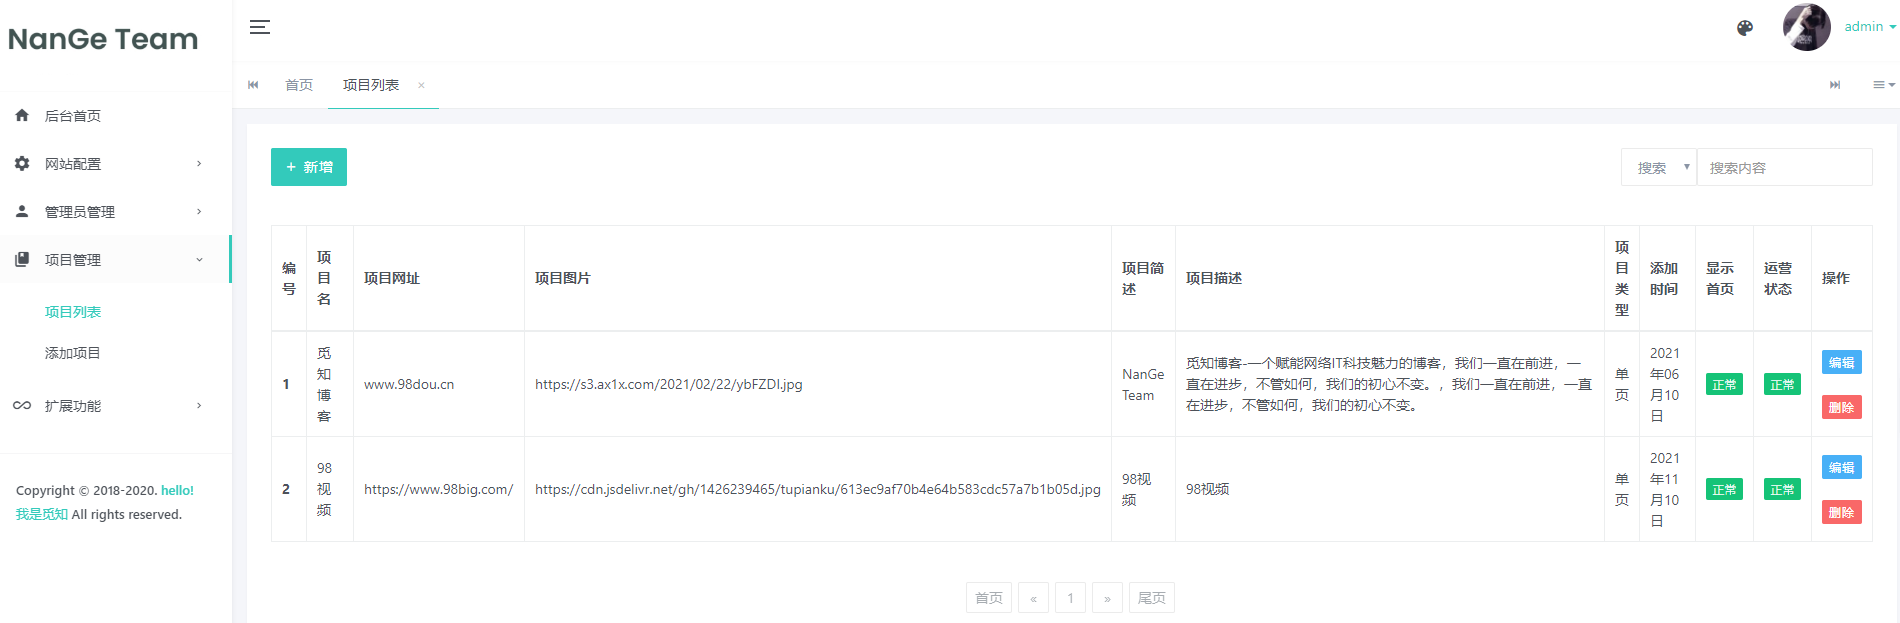 NanGe Team
admin
首页
项目列表 ×
后台首页
网站配置
管理员管理
项目管理
项目列表
添加项目
扩展功能
Copyright © 2018-2020. hello!
我是觅知 All rights reserved.
+ 新增
搜索
搜索内容
编号
项目名
项目网址
项目图片
项目简述
项目描述
项目类型
添加时间
显示首页
运营状态
操作
1
觅知博客
www.98dou.cn
https://s3.ax1x.com/2021/02/22/ybFZDI.jpg
NanGe
Team
觅知博客-一个赋能网络IT科技魅力的博客，我们一直在前进，一
直在进步，不管如何，我们的初心不变。，我们一直在前进，一直
在进步，不管如何，我们的初心不变。
单页
2021
年06
月10
日
正常
正常
编辑
删除
2
98
视
频
https://www.98big.com/
https://cdn.jsdelivr.net/gh/1426239465/tupianku/613ec9af70b4e64b583cdc57a7b1b05d.jpg
98视
频
98视频
单页
2021
年11
月10
日
正常
正常
编辑
删除
首页 « 1 » 尾页